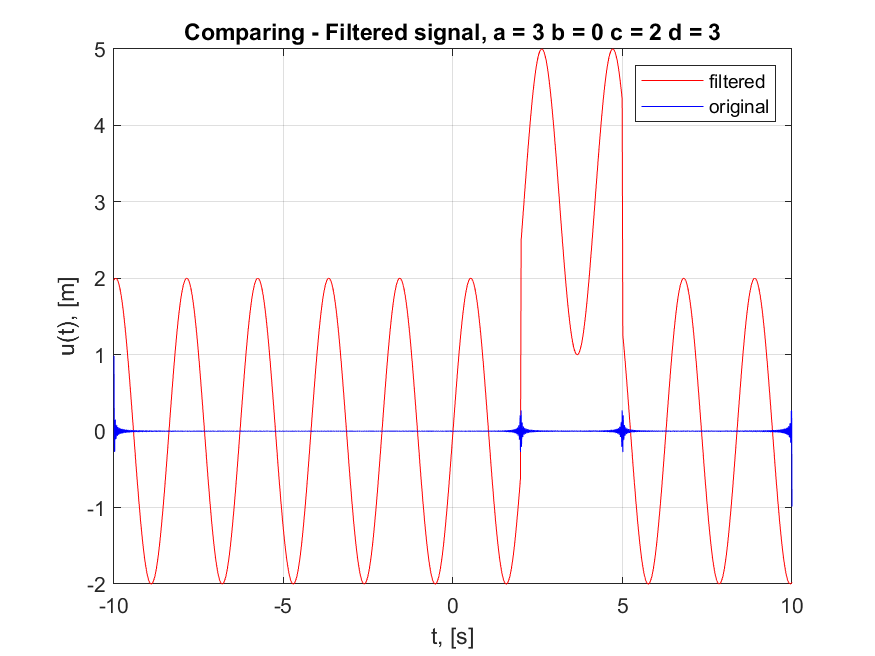 Comparing - Filtered signal, a = 3 b = 0 c = 2 d = 3
5
4
3
2
1
0
-1
-2
u(t), [m]
filtered
original
-10
-5
0
5
10
t, [s]